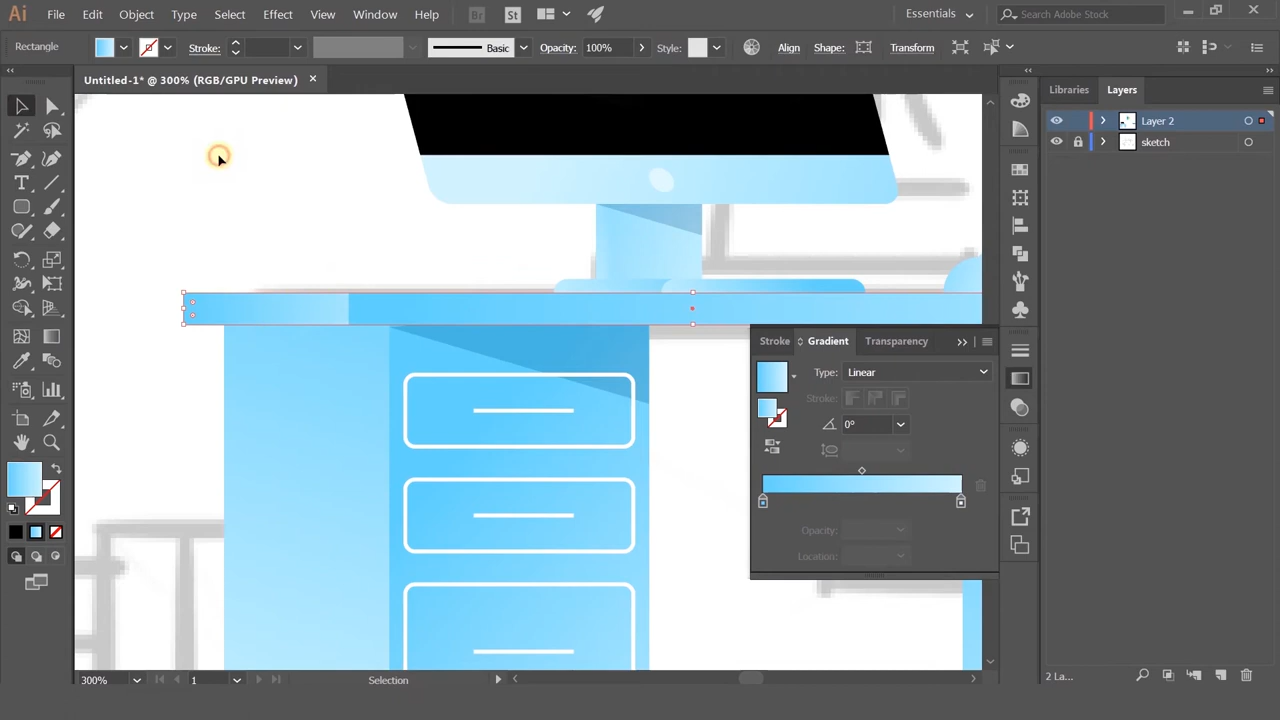 Ai File Edit Object Type Select Effect View Window Help Br St Essentials Search Adobe Stock
Rectangle Stroke: Basic Opacity: 100% Style: Align Shape: Transform
Untitled-1* @ 300% (RGB/GPU Preview)
Libraries Layers
Layer 2
sketch
Stroke Gradient Transparency
Type: Linear
Stroke:
0°
Opacity:
Location:
300% 1 Selection
2 La...